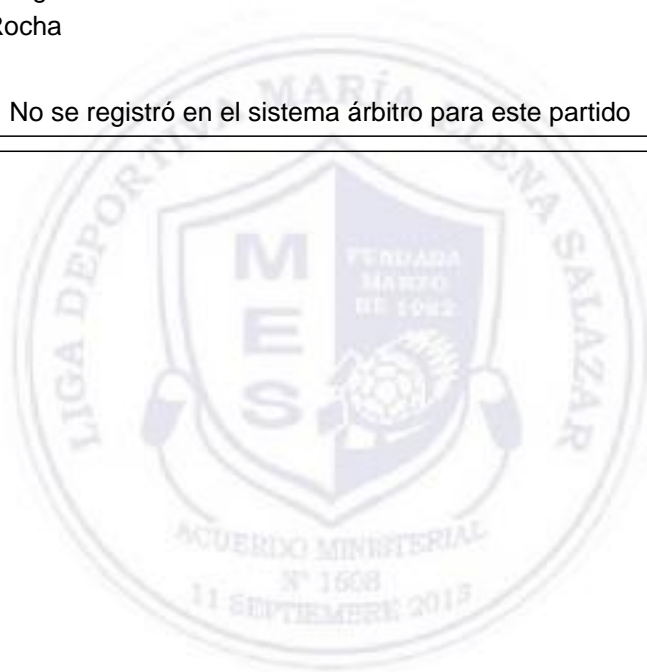 Rocha
No se registró en el sistema árbitro para este partido
LIGA DEPORTIVA MARÍA ELENA SALAZAR
M
E
S
FUNDADA
MARZO
DE 1982
ACUERDO MINISTERIAL
N° 1608
11 SEPTIEMBRE 2013